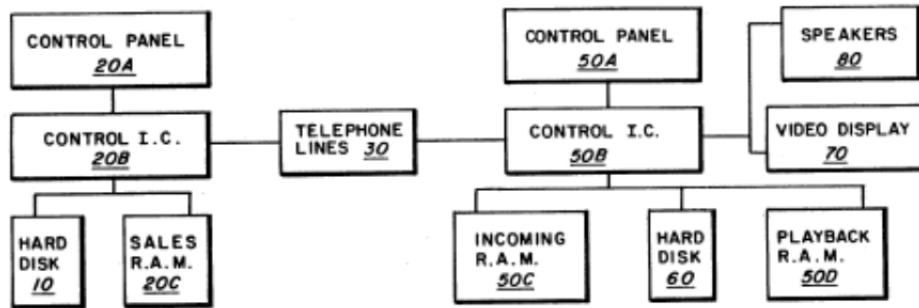 CONTROL PANEL
20A
CONTROL PANEL
50A
SPEAKERS
80
CONTROL I.C.
20B
TELEPHONE
LINES 30
CONTROL I.C.
50B
VIDEO DISPLAY
70
HARD
DISK
10
SALES
R.A.M.
20C
INCOMING
R.A.M.
50C
HARD
DISK
60
PLAYBACK
R.A.M.
50D